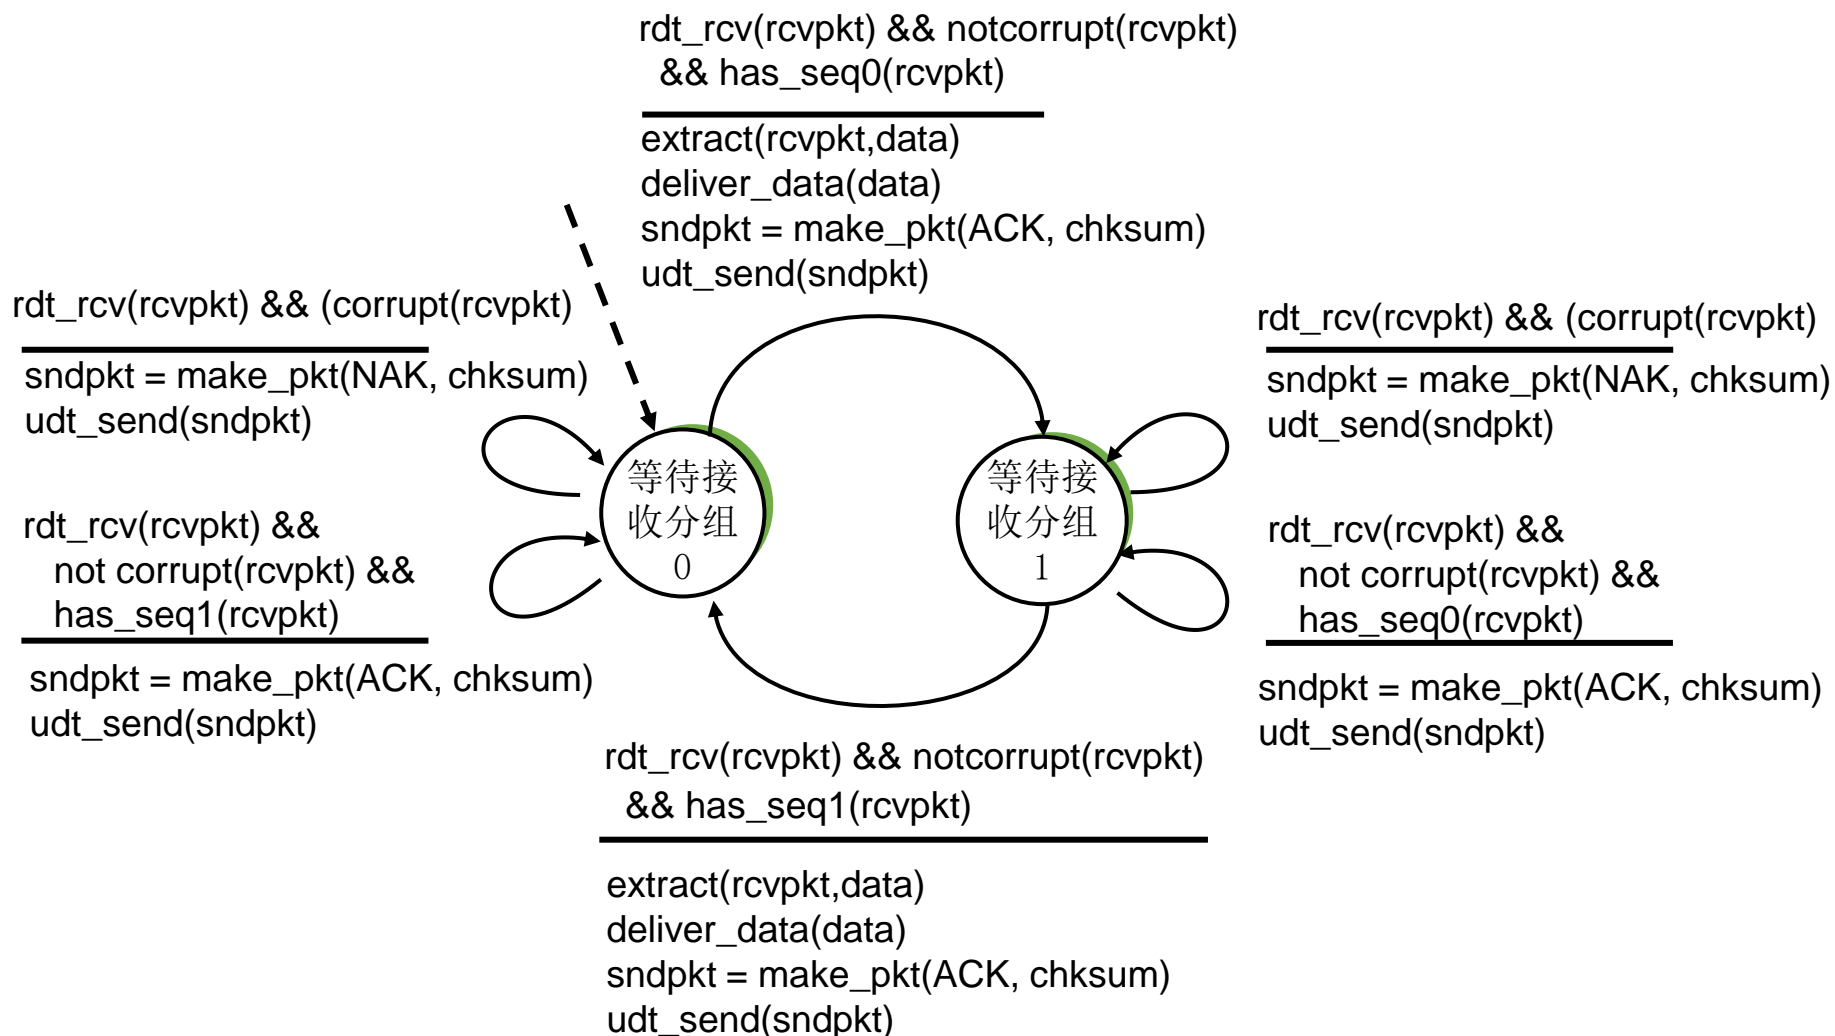 rdt_rcv(rcvpkt) && notcorrupt(rcvpkt)
&& has_seq0(rcvpkt)
extract(rcvpkt,data)
deliver_data(data)
sndpkt = make_pkt(ACK, chksum)
udt_send(sndpkt)
rdt_rcv(rcvpkt) && (corrupt(rcvpkt)
sndpkt = make_pkt(NAK, chksum)
udt_send(sndpkt)
rdt_rcv(rcvpkt) &&
not corrupt(rcvpkt) &&
has_seq1(rcvpkt)
sndpkt = make_pkt(ACK, chksum)
udt_send(sndpkt)
等待接
收分组
0
等待接
收分组
1
rdt_rcv(rcvpkt) && (corrupt(rcvpkt)
sndpkt = make_pkt(NAK, chksum)
udt_send(sndpkt)
rdt_rcv(rcvpkt) &&
not corrupt(rcvpkt) &&
has_seq0(rcvpkt)
sndpkt = make_pkt(ACK, chksum)
udt_send(sndpkt)
rdt_rcv(rcvpkt) && notcorrupt(rcvpkt)
&& has_seq1(rcvpkt)
extract(rcvpkt,data)
deliver_data(data)
sndpkt = make_pkt(ACK, chksum)
udt_send(sndpkt)